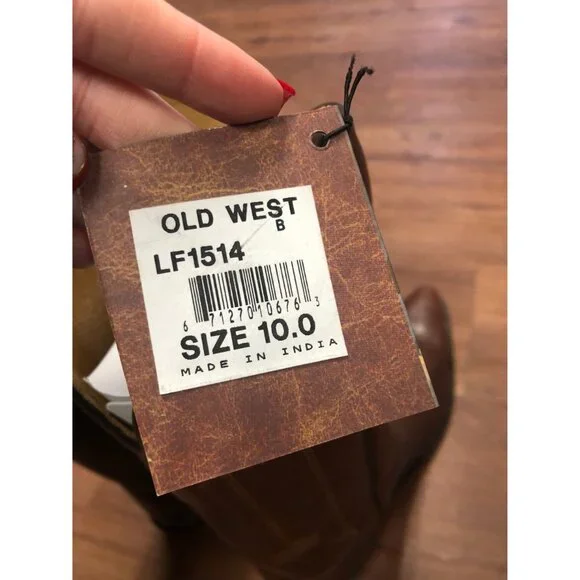 OLD WEST
B
LF1514
6 71270 10676 3
SIZE 10.0
MADE IN INDIA